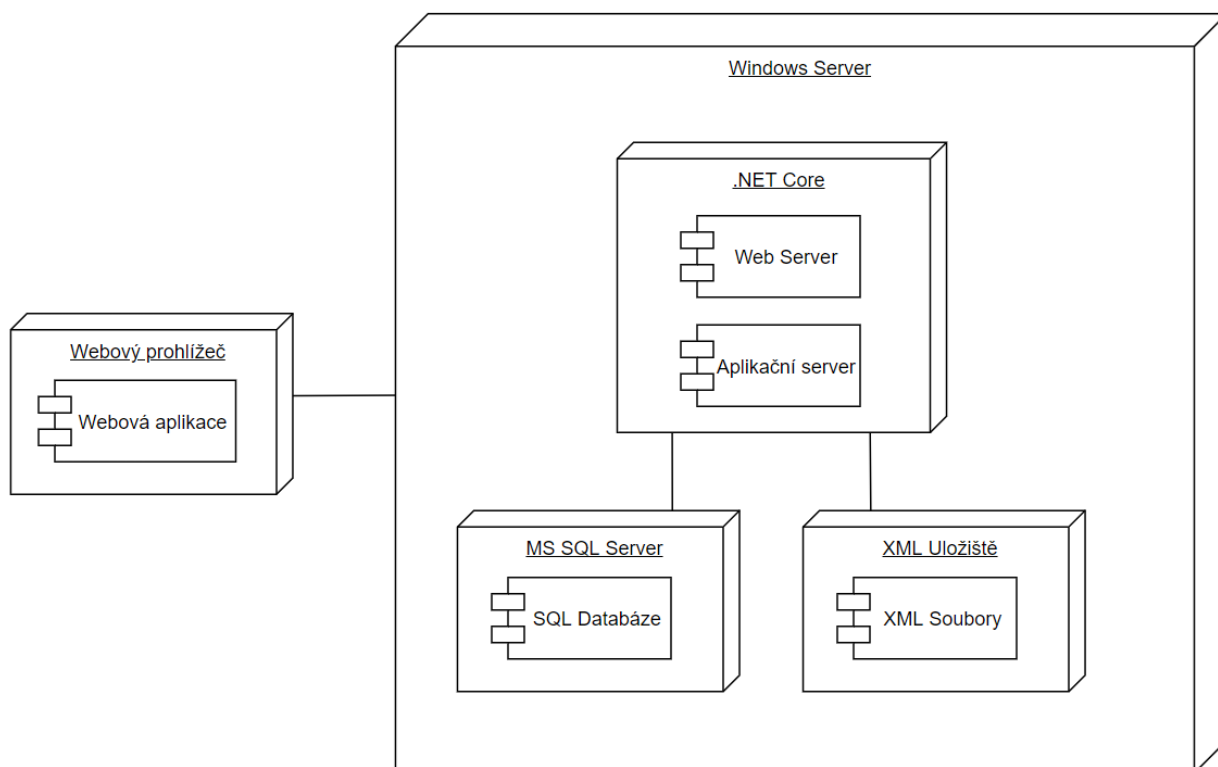 Windows Server
.NET Core
Web Server
Aplikační server
Webový prohlížeč
Webová aplikace
MS SQL Server
SQL Databáze
XML Uložiště
XML Soubory